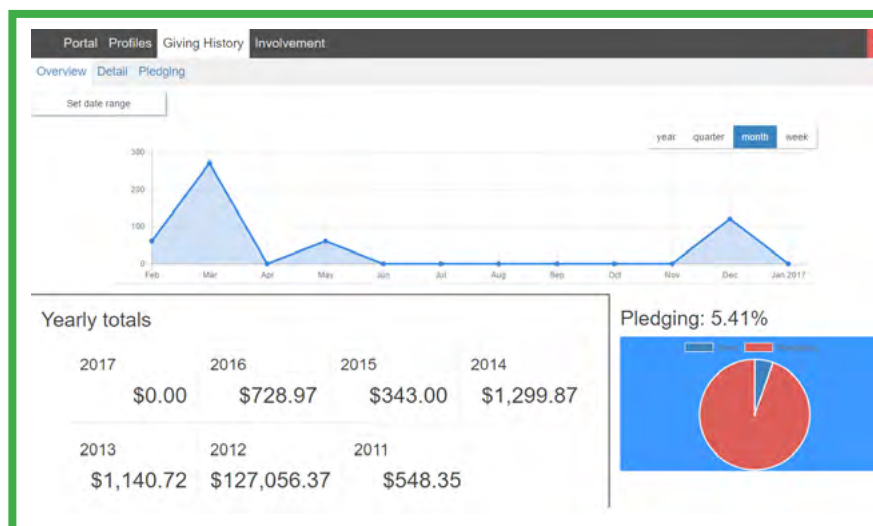 Portal Profiles Giving History Involvement
Overview Detail Pledging
Set date range
year quarter month week
300
200
100
0
Feb Mar Apr May Jun Jul Aug Sep Oct Nov Dec Jan 2017
Yearly totals
2017 2016 2015 2014
$0.00 $728.97 $343.00 $1,299.87
2013 2012 2011
$1,140.72 $127,056.37 $548.35
Pledging: 5.41%